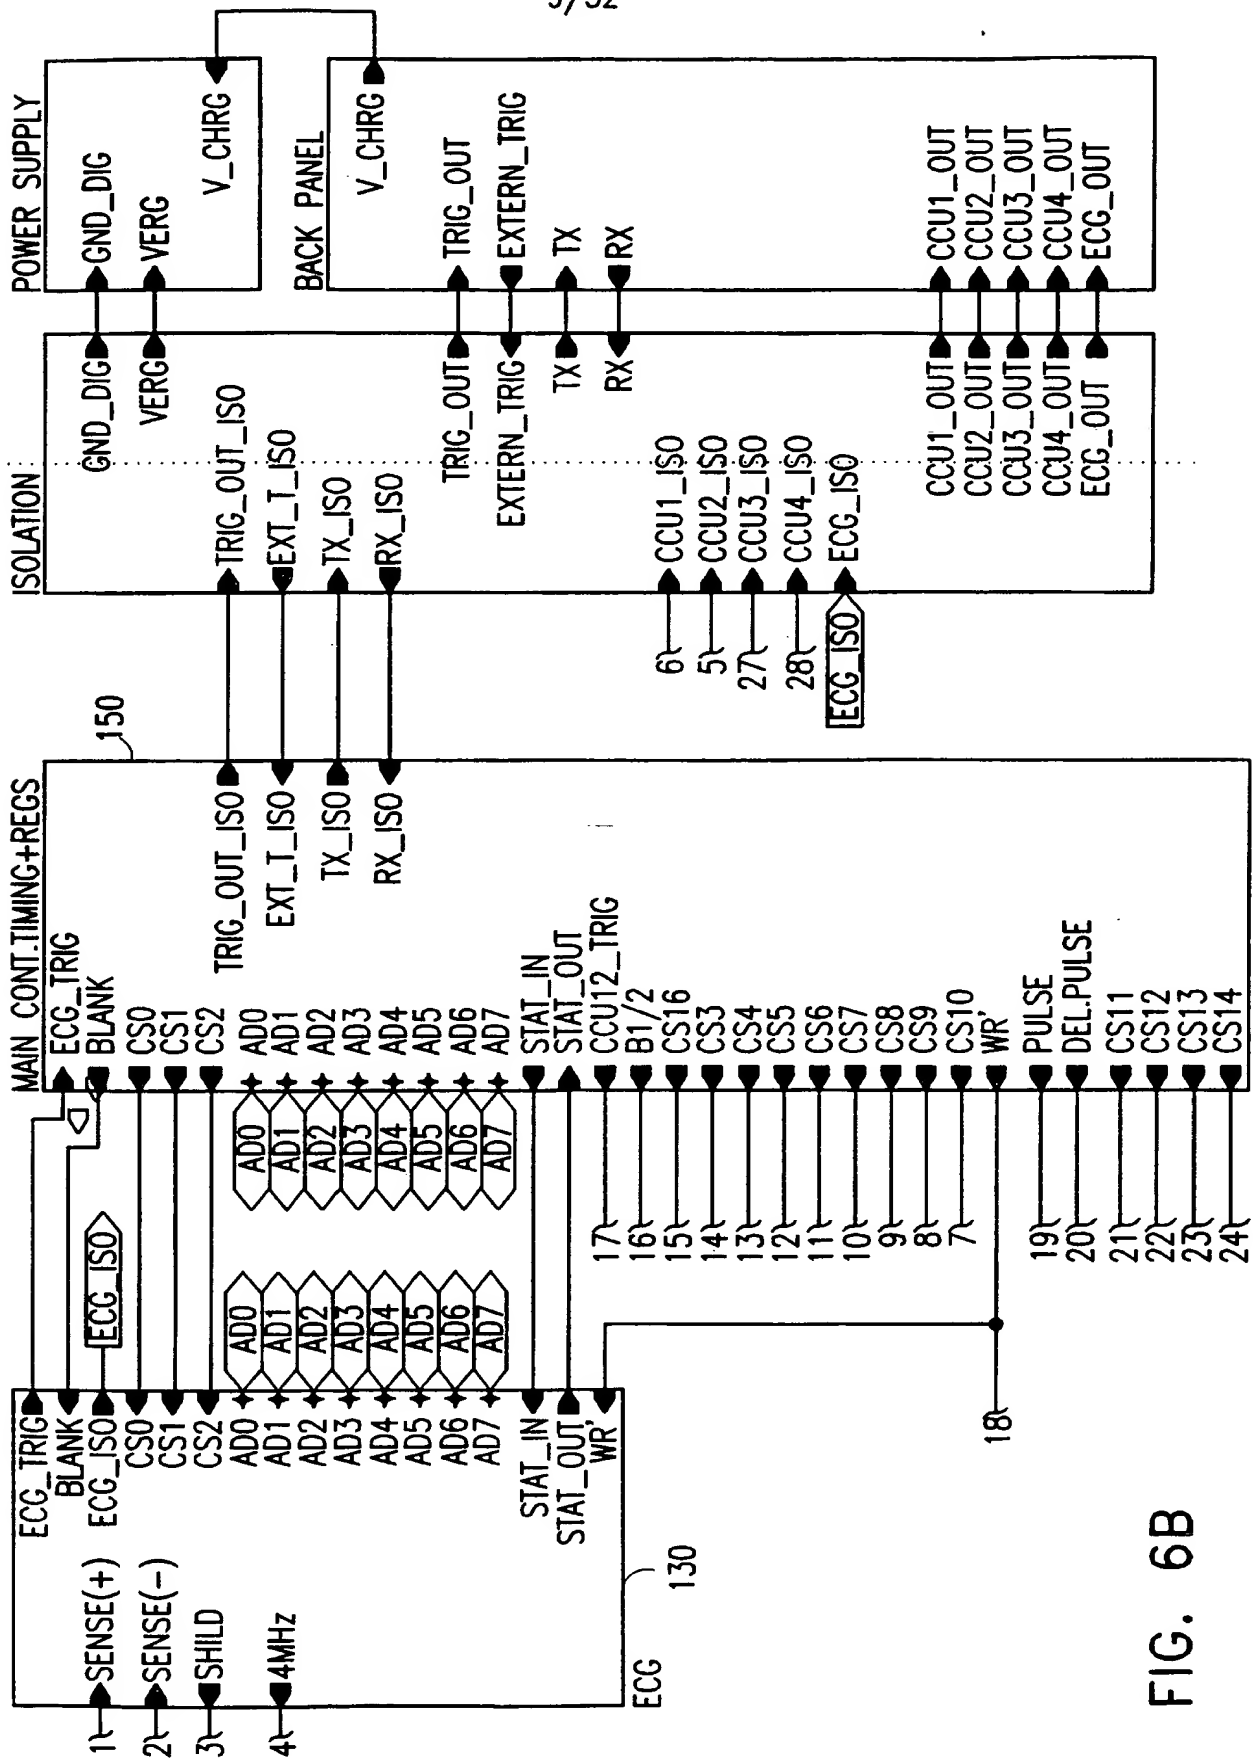 5/32
POWER SUPPLY
GND_DIG
VERG
V_CHRG
BACK PANEL
V_CHRG
TRIG_OUT
EXTERN_TRIG
TX
RX
CCU1_OUT
CCU2_OUT
CCU3_OUT
CCU4_OUT
ECG_OUT
ISOLATION
GND_DIG
VERG
TRIG_OUT_ISO
EXT_T_ISO
TX_ISO
RX_ISO
TRIG_OUT
EXTERN_TRIG
TX
RX
CCU1_ISO
CCU2_ISO
CCU3_ISO
CCU4_ISO
ECG_ISO
CCU1_OUT
CCU2_OUT
CCU3_OUT
CCU4_OUT
ECG_OUT
6
5
27
28
ECG_ISO
150
MAIN CONT.TIMING+REGS
ECG_TRIG
BLANK
CS0
CS1
CS2
AD0
AD1
AD2
AD3
AD4
AD5
AD6
AD7
STAT_IN
STAT_OUT
CCU12_TRIG
B1/2
CS16
CS3
CS4
CS5
CS6
CS7
CS8
CS9
CS10
WR'
PULSE
DEL.PULSE
CS11
CS12
CS13
CS14
TRIG_OUT_ISO
EXT_T_ISO
TX_ISO
RX_ISO
AD0
AD1
AD2
AD3
AD4
AD5
AD6
AD7
17
16
15
14
13
12
11
10
9
8
7
19
20
21
22
23
24
ECG_ISO
AD0
AD1
AD2
AD3
AD4
AD5
AD6
AD7
18
ECG_TRIG
BLANK
ECG_ISO
CS0
CS1
CS2
AD0
AD1
AD2
AD3
AD4
AD5
AD6
AD7
STAT_IN
STAT_OUT
WR'
1
SENSE(+)
2
SENSE(-)
3
SHILD
4
4MHz
130
ECG
FIG. 6B